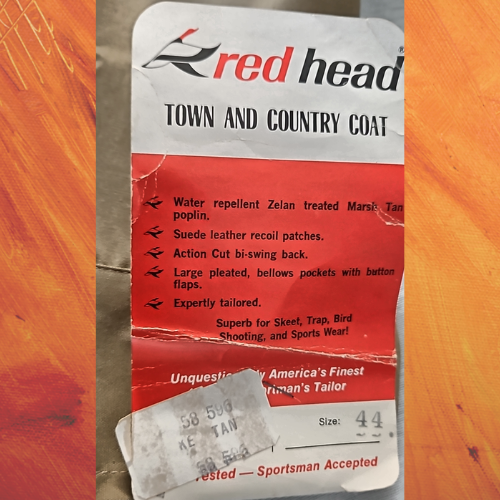 red head®
TOWN AND COUNTRY COAT
Water repellent Zelan treated Marsh Tan
poplin.
Suede leather recoil patches.
Action Cut bi-swing back.
Large pleated, bellows pockets with button
flaps.
Expertly tailored.
Superb for Skeet, Trap, Bird
Shooting, and Sports Wear!
America's Finest
Tailor
58 596
KE TAN
Size: 44
— Sportsman Accepted